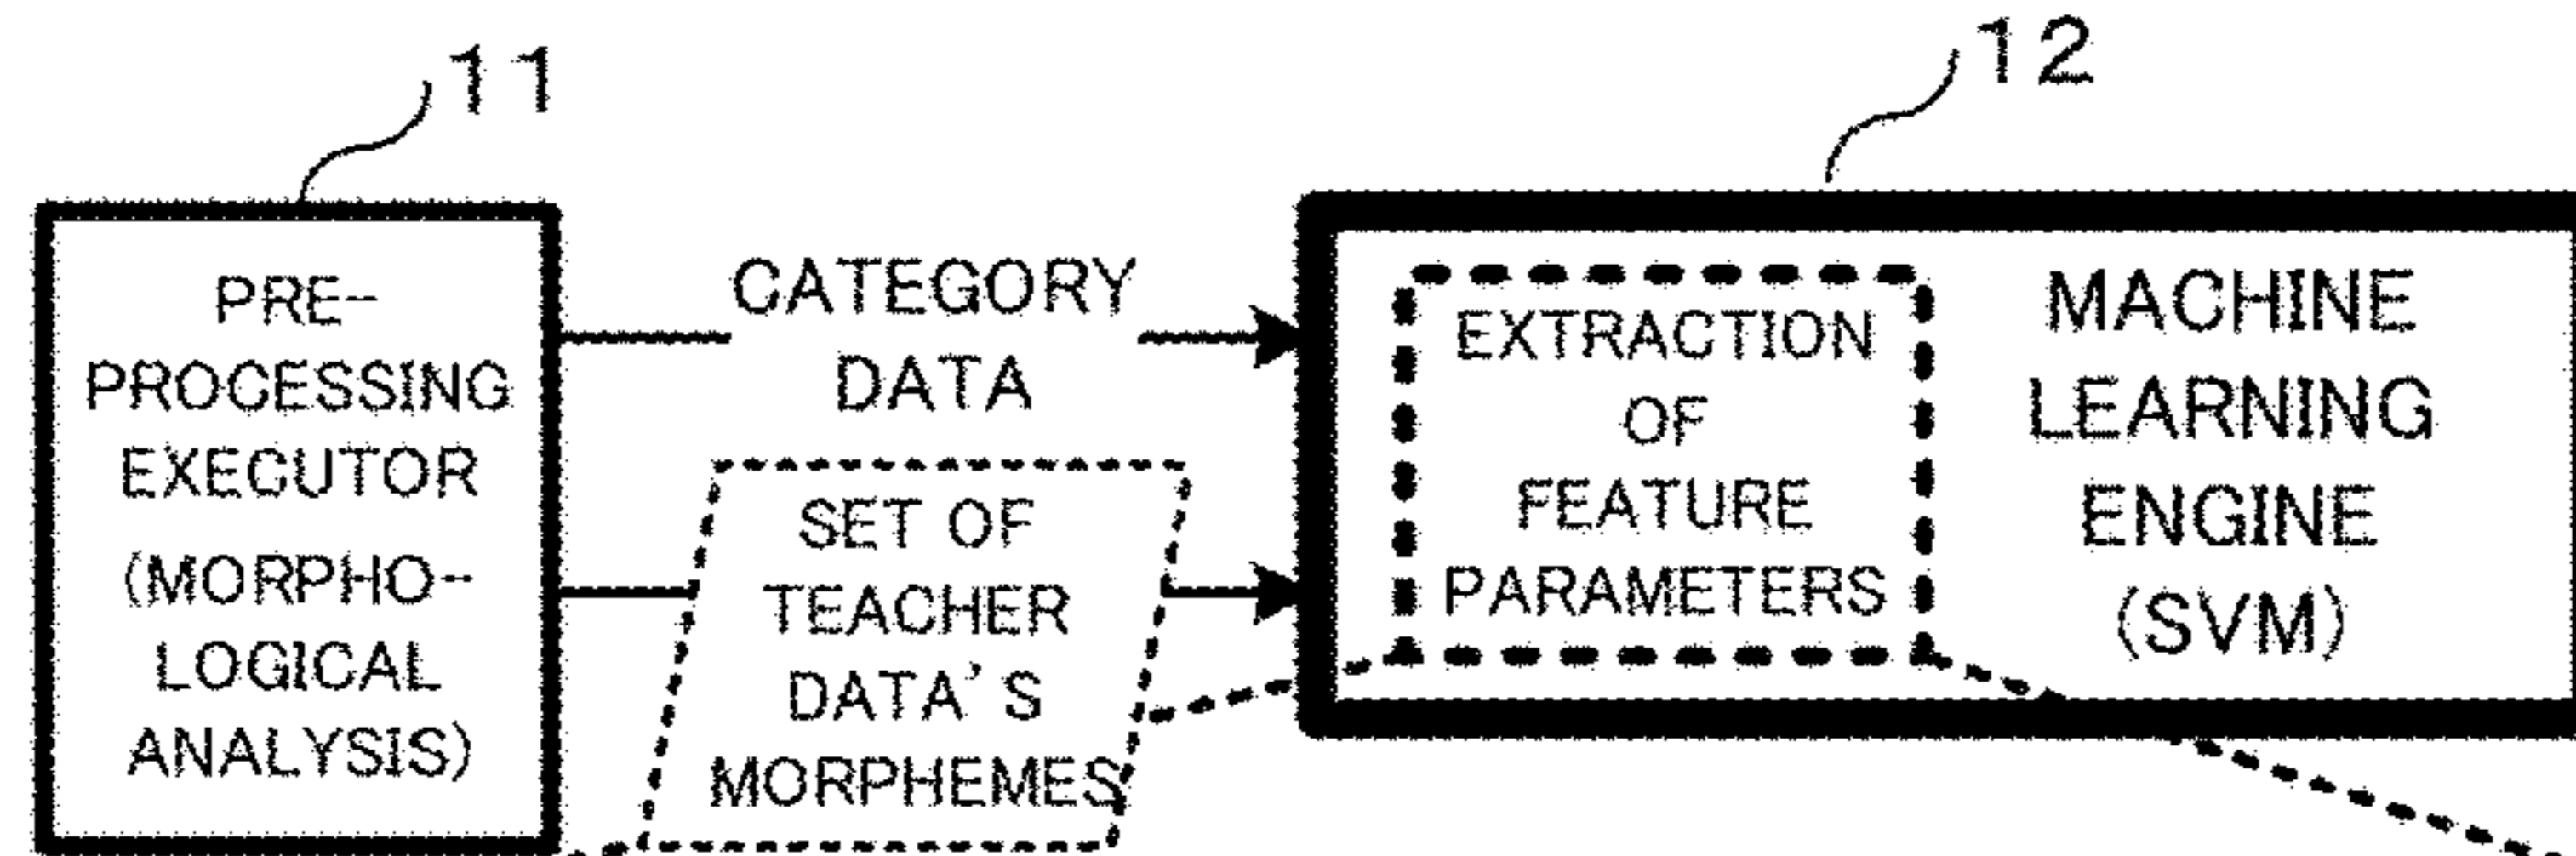 11
12
PRE-
PROCESSING
EXECUTOR
(MORPHO-
LOGICAL
ANALYSIS)
CATEGORY
DATA
SET OF
TEACHER
DATA'S
MORPHEMES
EXTRACTION
OF
FEATURE
PARAMETERS
MACHINE
LEARNING
ENGINE
(SVM)